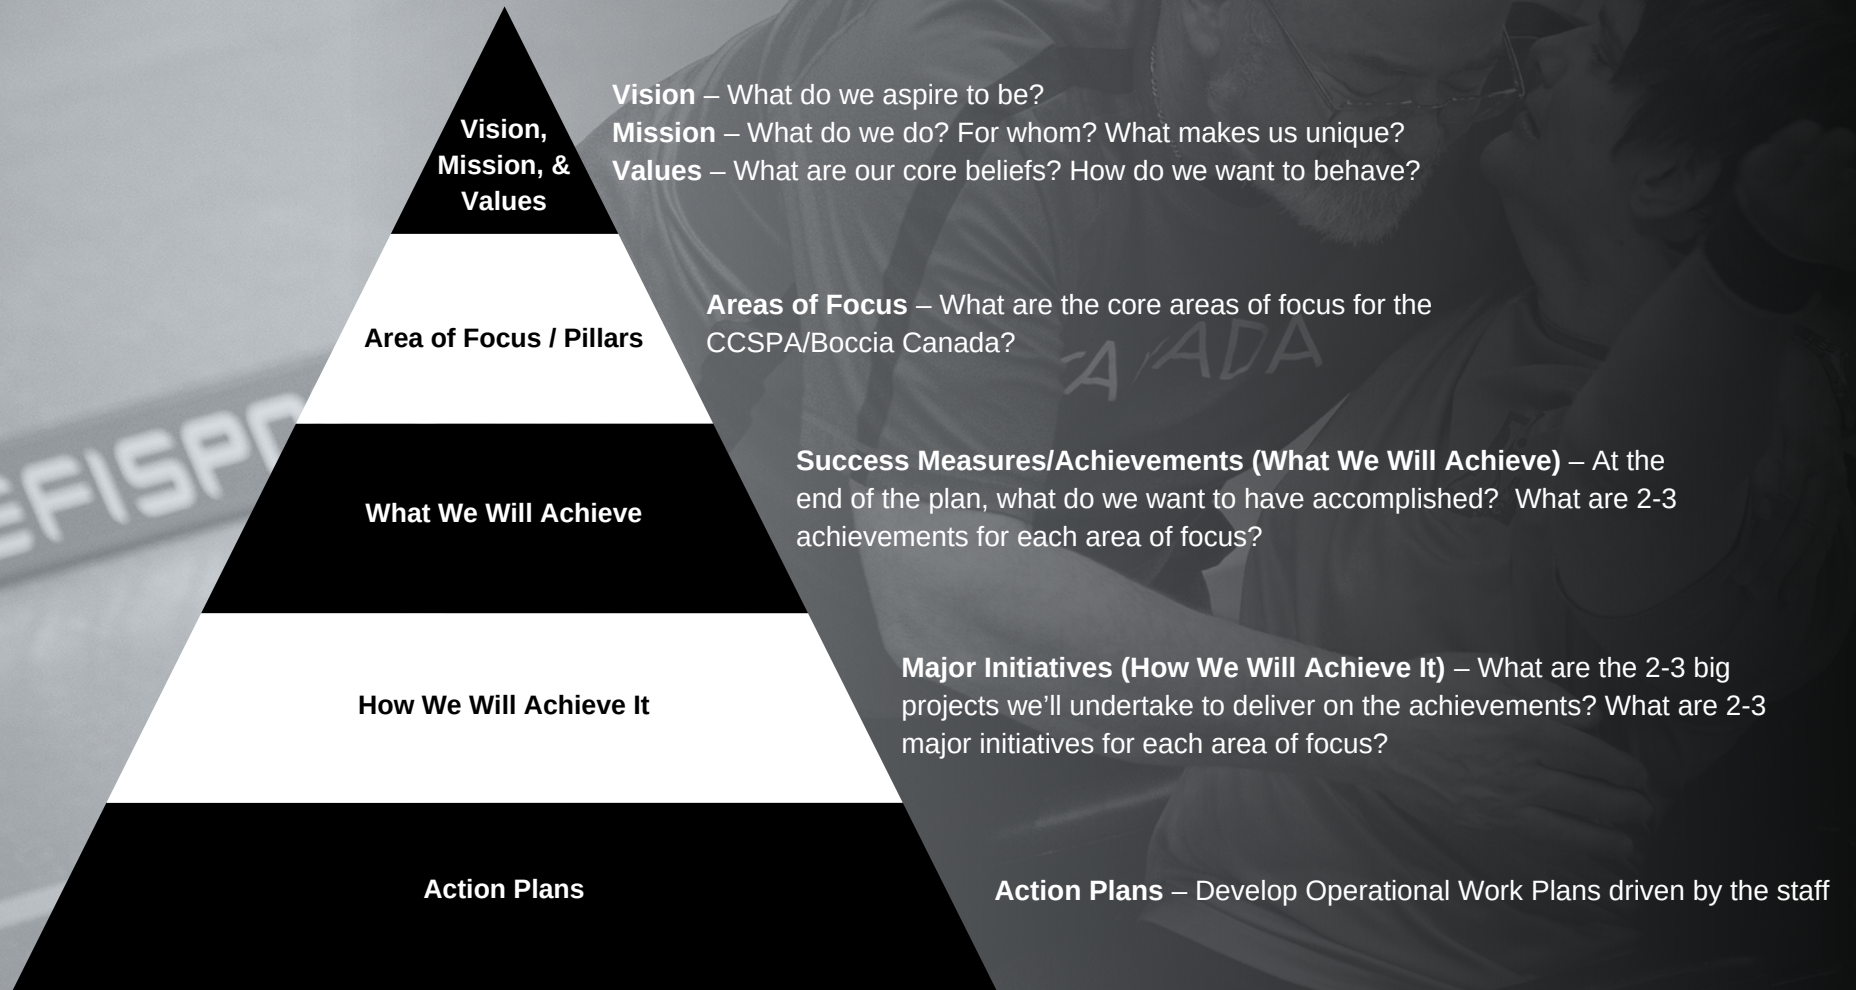 Vision,
Mission, &
Values
Vision – What do we aspire to be?
Mission – What do we do? For whom? What makes us unique?
Values – What are our core beliefs? How do we want to behave?
Area of Focus / Pillars
Areas of Focus – What are the core areas of focus for the
CCSPA/Boccia Canada?
ADA
EFISPO
What We Will Achieve
Success Measures/Achievements (What We Will Achieve) – At the
end of the plan, what do we want to have accomplished?  What are 2-3
achievements for each area of focus?
How We Will Achieve It
Major Initiatives (How We Will Achieve It) – What are the 2-3 big
projects we’ll undertake to deliver on the achievements? What are 2-3
major initiatives for each area of focus?
Action Plans
Action Plans – Develop Operational Work Plans driven by the staff